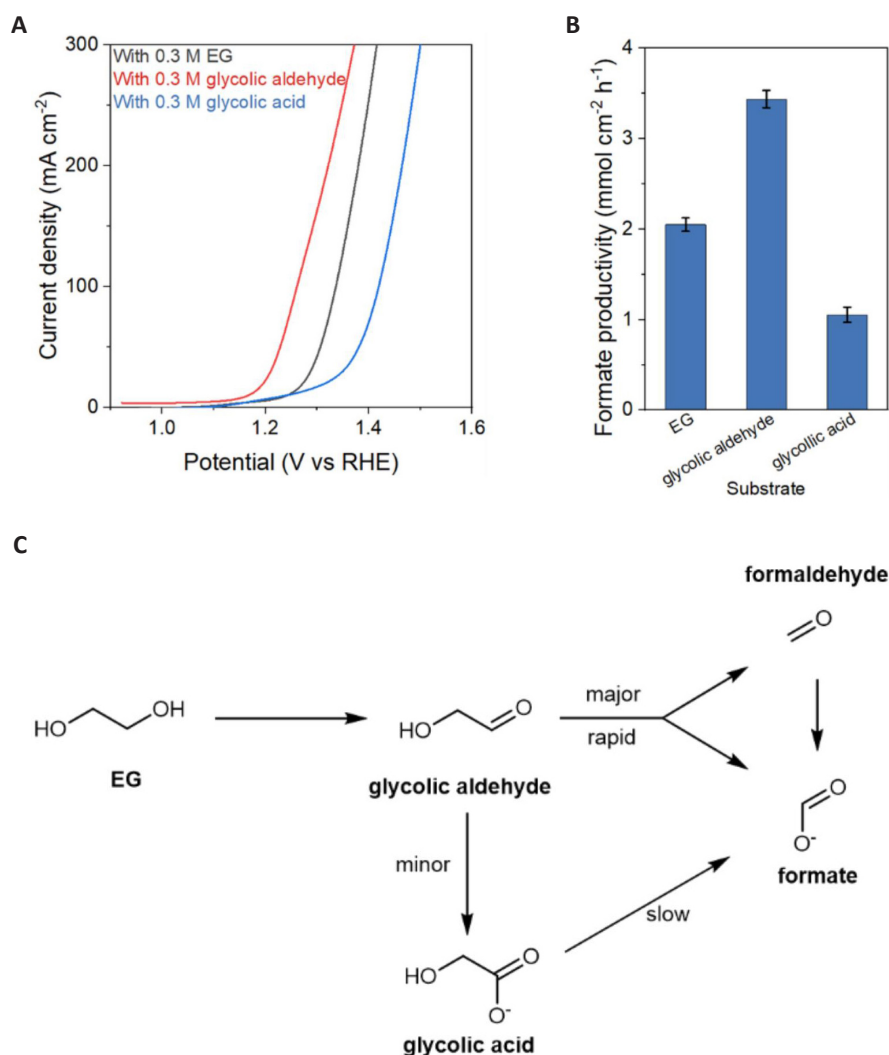 A
With 0.3 M EG
With 0.3 M glycolic aldehyde
With 0.3 M glycolic acid
300
200
100
0
1.0
1.2
1.4
1.6
Current density (mA cm⁻²)
Potential (V vs RHE)
B
4
3
2
1
0
Formate productivity (mmol cm⁻² h⁻¹)
EG
glycolic aldehyde
glycollic acid
Substrate
C
formaldehyde
O
HO
OH
EG
HO
O
glycolic aldehyde
major
rapid
O
O⁻
formate
minor
slow
HO
O
O⁻
glycolic acid